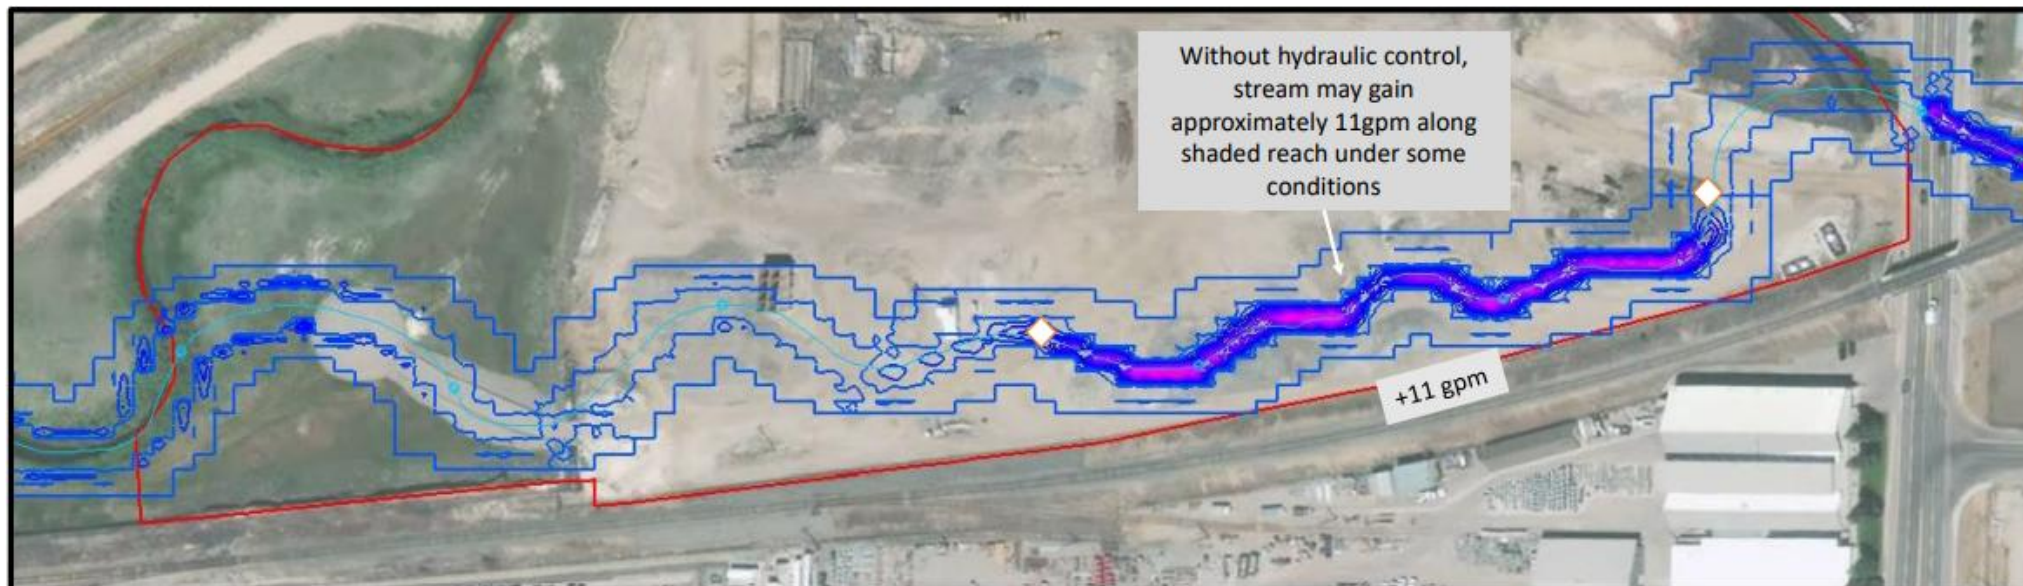 Without hydraulic control,
stream may gain
approximately 11gpm along
shaded reach under some
conditions
+11 gpm